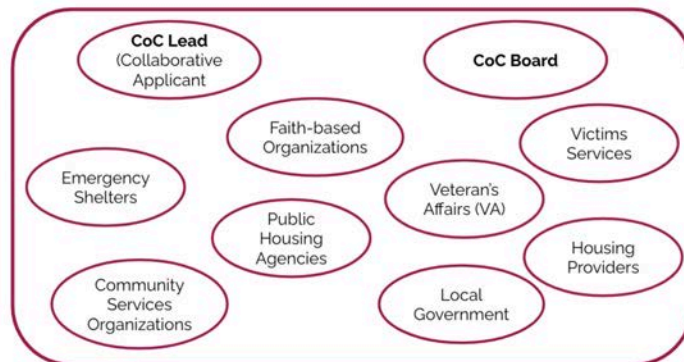 CoC Lead
(Collaborative
Applicant
CoC Board
Faith-based
Organizations
Victims
Services
Emergency
Shelters
Veteran's
Affairs (VA)
Public
Housing
Agencies
Housing
Providers
Community
Services
Organizations
Local
Government